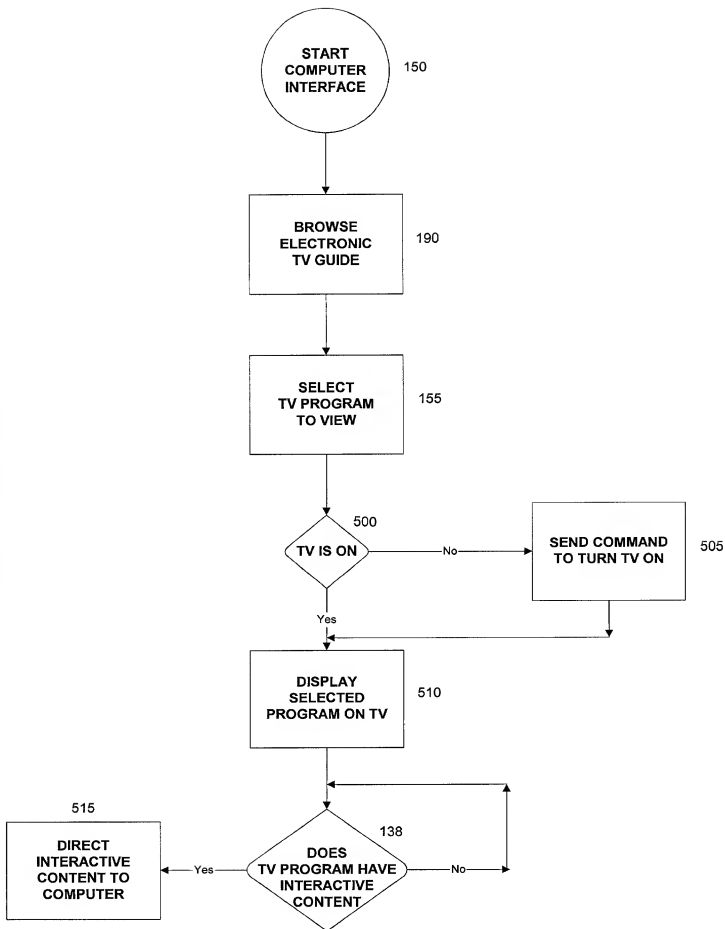 START
COMPUTER
INTERFACE
150
BROWSE
ELECTRONIC
TV GUIDE
190
SELECT
TV PROGRAM
TO VIEW
155
500
TV IS ON
No
SEND COMMAND
TO TURN TV ON
505
Yes
DISPLAY
SELECTED
PROGRAM ON TV
510
515
DIRECT
INTERACTIVE
CONTENT TO
COMPUTER
Yes
138
DOES
TV PROGRAM HAVE
INTERACTIVE
CONTENT
No